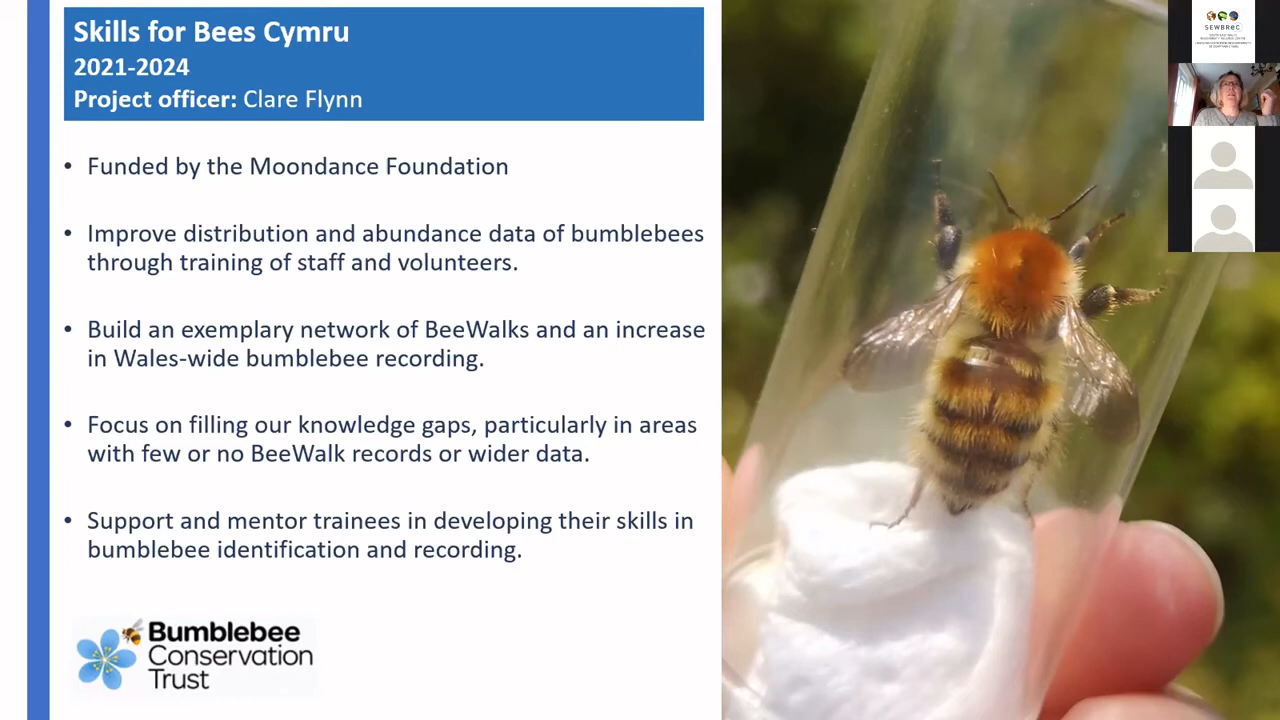 Skills for Bees Cymru
2021-2024
Project officer: Clare Flynn
• Funded by the Moondance Foundation
• Improve distribution and abundance data of bumblebees
through training of staff and volunteers.
• Build an exemplary network of BeeWalks and an increase
in Wales-wide bumblebee recording.
• Focus on filling our knowledge gaps, particularly in areas
with few or no BeeWalk records or wider data.
• Support and mentor trainees in developing their skills in
bumblebee identification and recording.
Bumblebee
Conservation
Trust
SEWBReC